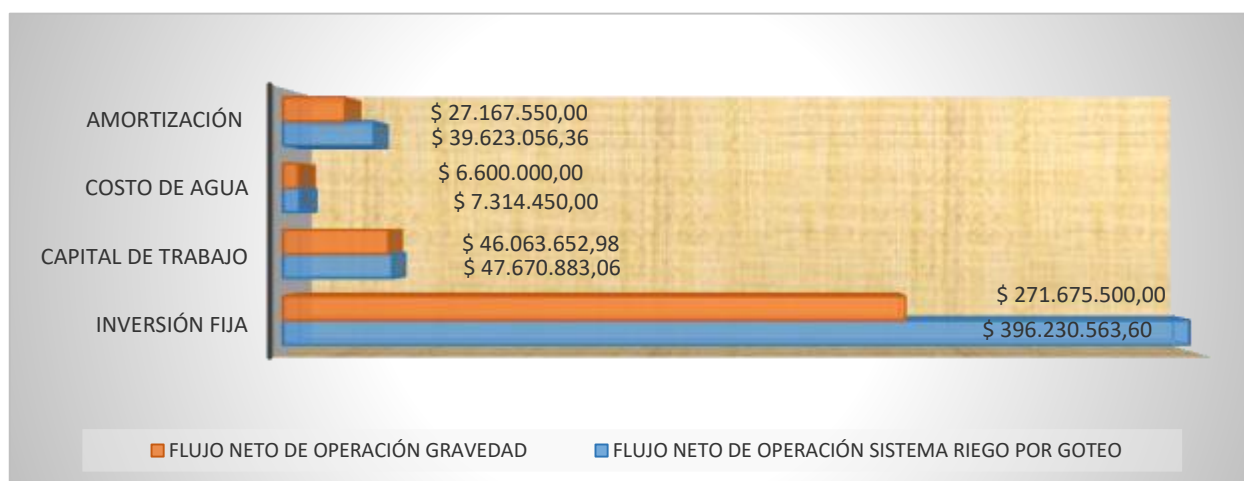 AMORTIZACIÓN
$ 27.167.550,00
$ 39.623.056,36
COSTO DE AGUA
$ 6.600.000,00
$ 7.314.450,00
CAPITAL DE TRABAJO
$ 46.063.652,98
$ 47.670.883,06
INVERSIÓN FIJA
$ 271.675.500,00
$ 396.230.563,60
FLUJO NETO DE OPERACIÓN GRAVEDAD
FLUJO NETO DE OPERACIÓN SISTEMA RIEGO POR GOTEO